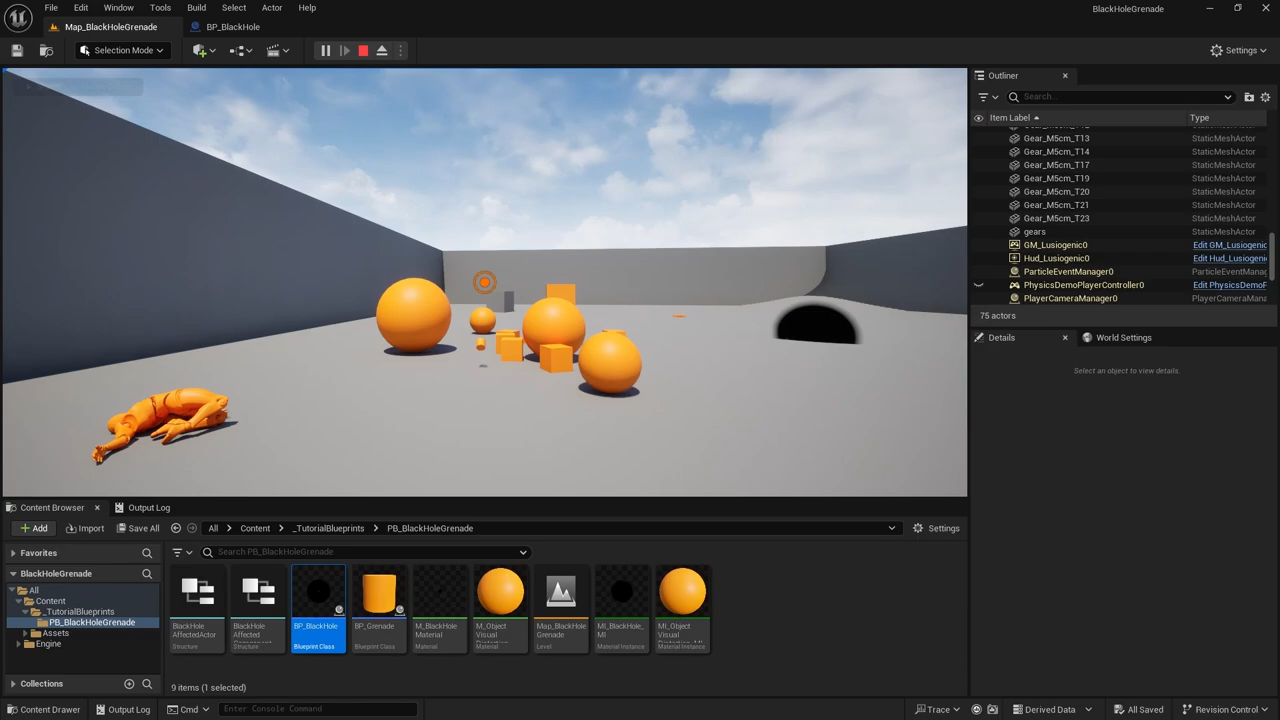 File Edit Window Tools Build Select Actor Help
BlackHoleGrenade
Map_BlackHoleGrenade
BP_BlackHole
Selection Mode
Settings
Outliner
Search...
Item Label
Type
Gear_M5cm_T13 StaticMeshActor
Gear_M5cm_T14 StaticMeshActor
Gear_M5cm_T17 StaticMeshActor
Gear_M5cm_T19 StaticMeshActor
Gear_M5cm_T20 StaticMeshActor
Gear_M5cm_T21 StaticMeshActor
Gear_M5cm_T23 StaticMeshActor
gears StaticMeshActor
GM_Lusiogenic0 Edit GM_Lusiogenic
Hud_Lusiogenic0 Edit Hud_Lusiogenic
ParticleEventManager0 ParticleEventMana
PhysicsDemoPlayerController0 Edit PhysicsDemoP
PlayerCameraManager0 PlayerCameraMana
75 actors
Details
World Settings
Select an object to view details.
Content Browser
Output Log
Add
Import
Save All
All
Content
_TutorialBlueprints
PB_BlackHoleGrenade
Settings
Favorites
BlackHoleGrenade
All
Content
_TutorialBlueprints
PB_BlackHoleGrenade
Assets
Engine
Collections
Search PB_BlackHoleGrenade
BlackHole
AffectedActor
Structure
BlackHole
Affected
Structure
BP_BlackHole
Blueprint Class
BP_Grenade
Blueprint Class
M_BlackHole
Material
Material
M_Object
Visual
Material
Map_BlackHole
Grenade
Level
MI_BlackHole_
MI
Material Instance
MI_Object
Visual
Material Instance
9 items (1 selected)
Content Drawer
Output Log
Cmd
Enter Console Command
Trace
Derived Data
All Saved
Revision Control